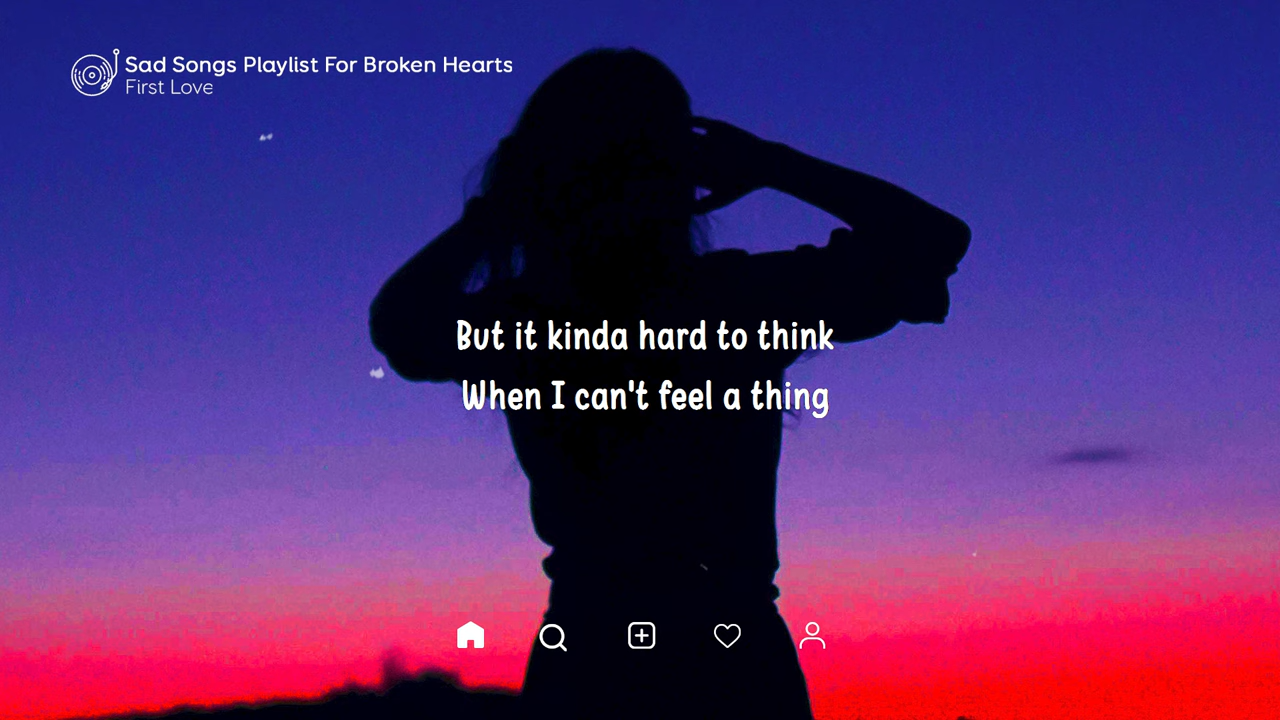 Sad Songs Playlist For Broken Hearts
First Love
But it kinda hard to think
When I can't feel a thing